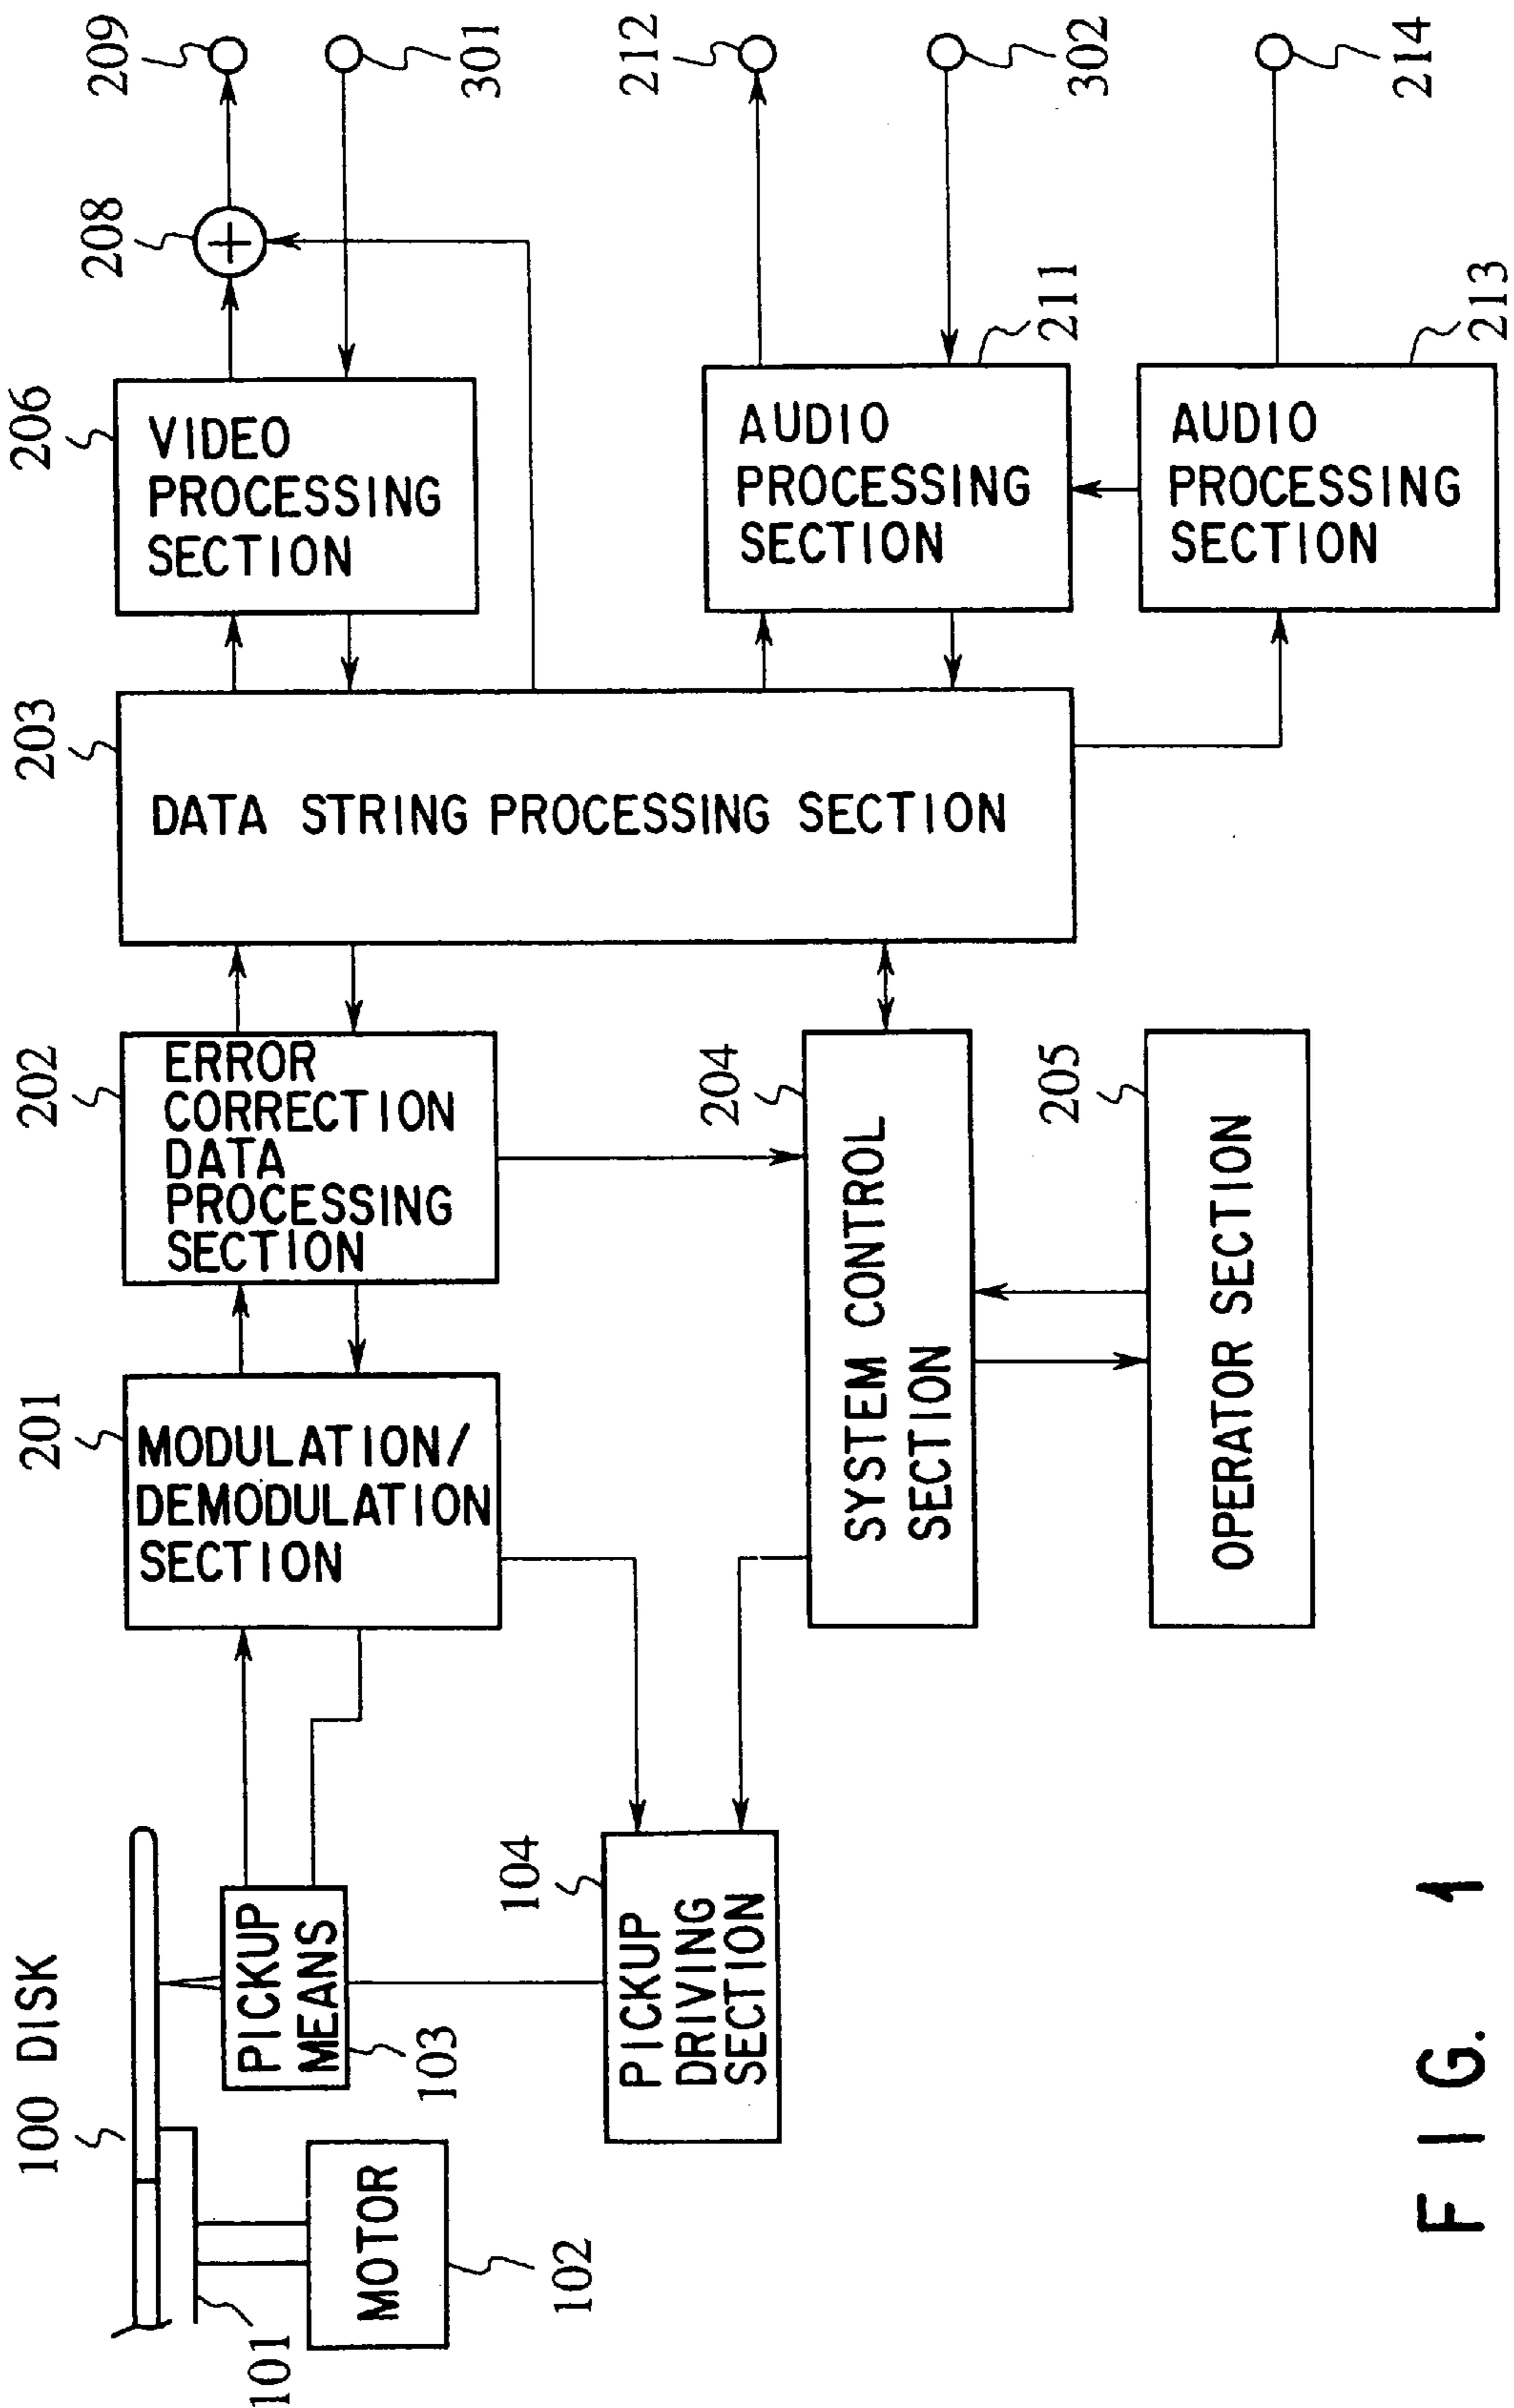 100 DISK
101
MOTOR
102
PICKUP
MEANS
103
PICKUP
DRIVING
SECTION
104
MODULATION/
DEMODULATION
SECTION
201
ERROR
CORRECTION
DATA
PROCESSING
SECTION
202
SYSTEM CONTROL
SECTION
204
OPERATOR SECTION
205
DATA STRING PROCESSING SECTION
203
VIDEO
PROCESSING
SECTION
206
208
209
301
AUDIO
PROCESSING
SECTION
211
212
302
AUDIO
PROCESSING
SECTION
213
214
FIG. 1